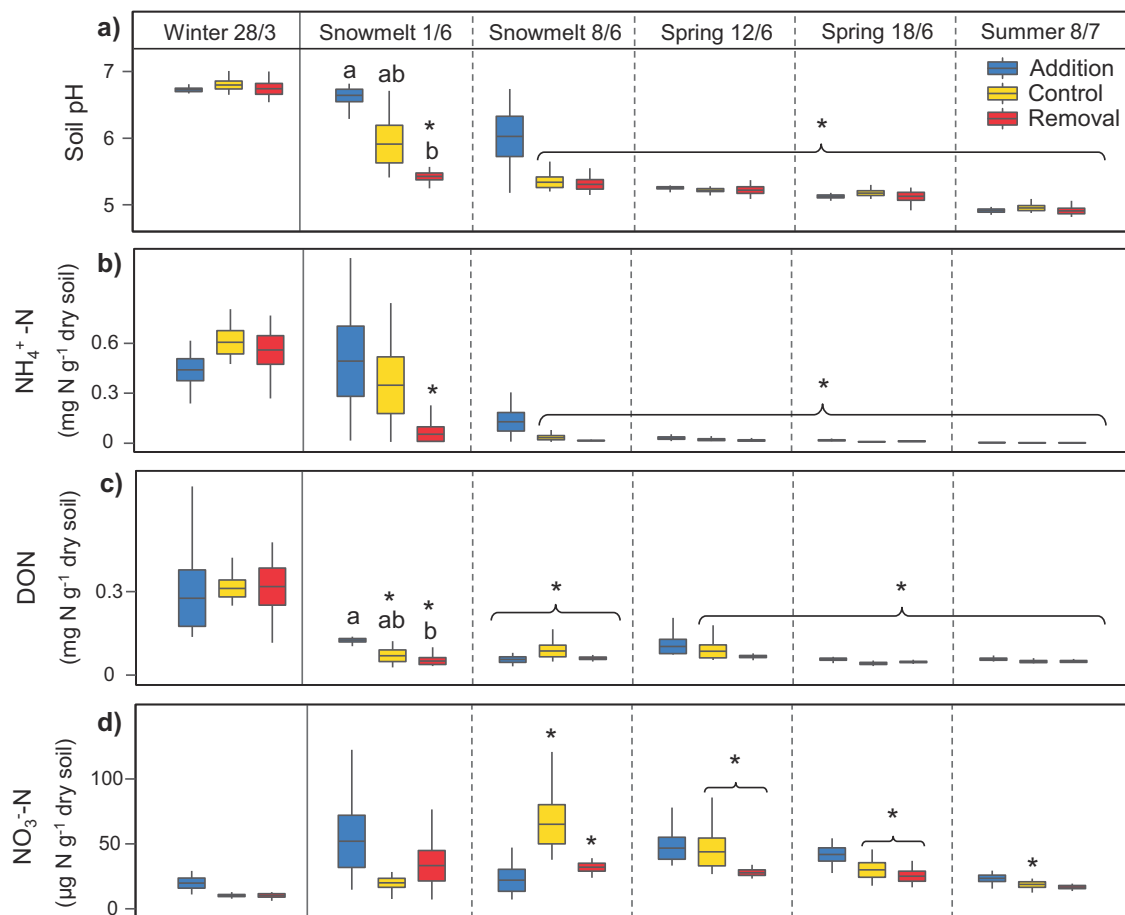 a)
Winter 28/3 Snowmelt 1/6 Snowmelt 8/6 Spring 12/6 Spring 18/6 Summer 8/7
Soil pH
7
6
5
a
ab
*
b
*
Addition
Control
Removal
b)
NH₄⁺ -N
(mg N g⁻¹ dry soil)
0.6
0.3
0
*
*
c)
DON
(mg N g⁻¹ dry soil)
0.3
0
a
*
ab
*
b
*
*
d)
NO₃⁻-N
(µg N g⁻¹ dry soil)
100
50
0
*
*
*
*
*